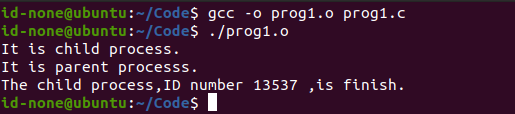 id-none@ubuntu:~/Code$ gcc -o prog1.o prog1.c
id-none@ubuntu:~/Code$ ./prog1.o
It is child process.
It is parent processs.
The child process,ID number 13537 ,is finish.
id-none@ubuntu:~/Code$